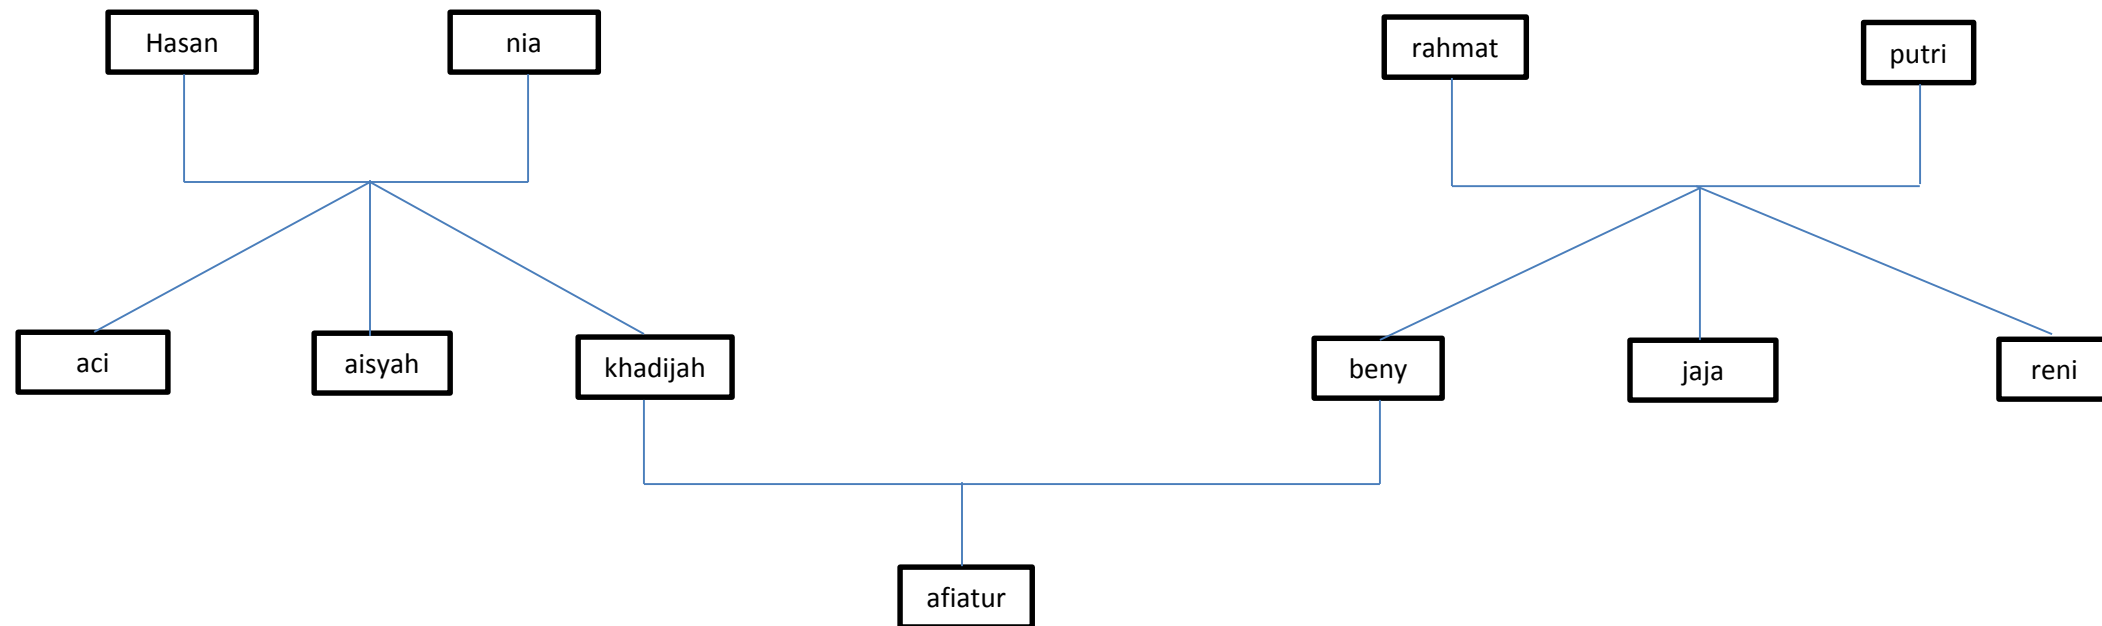 Hasan
nia
rahmat
putri
aci
aisyah
khadijah
beny
jaja
reni
afiatur